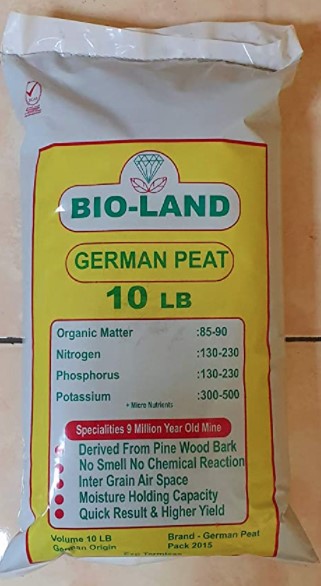 BIO-LAND
GERMAN PEAT
10 LB
Organic Matter :85-90
Nitrogen :130-230
Phosphorus :130-230
Potassium :300-500
+ Micro Nutrients
Specialities 9 Million Year Old Mine
Derived From Pine Wood Bark
No Smell No Chemical Reaction
Inter Grain Air Space
Moisture Holding Capacity
Quick Result & Higher Yield
Volume 10 LB Brand - German Peat
German Origin Pack 2015